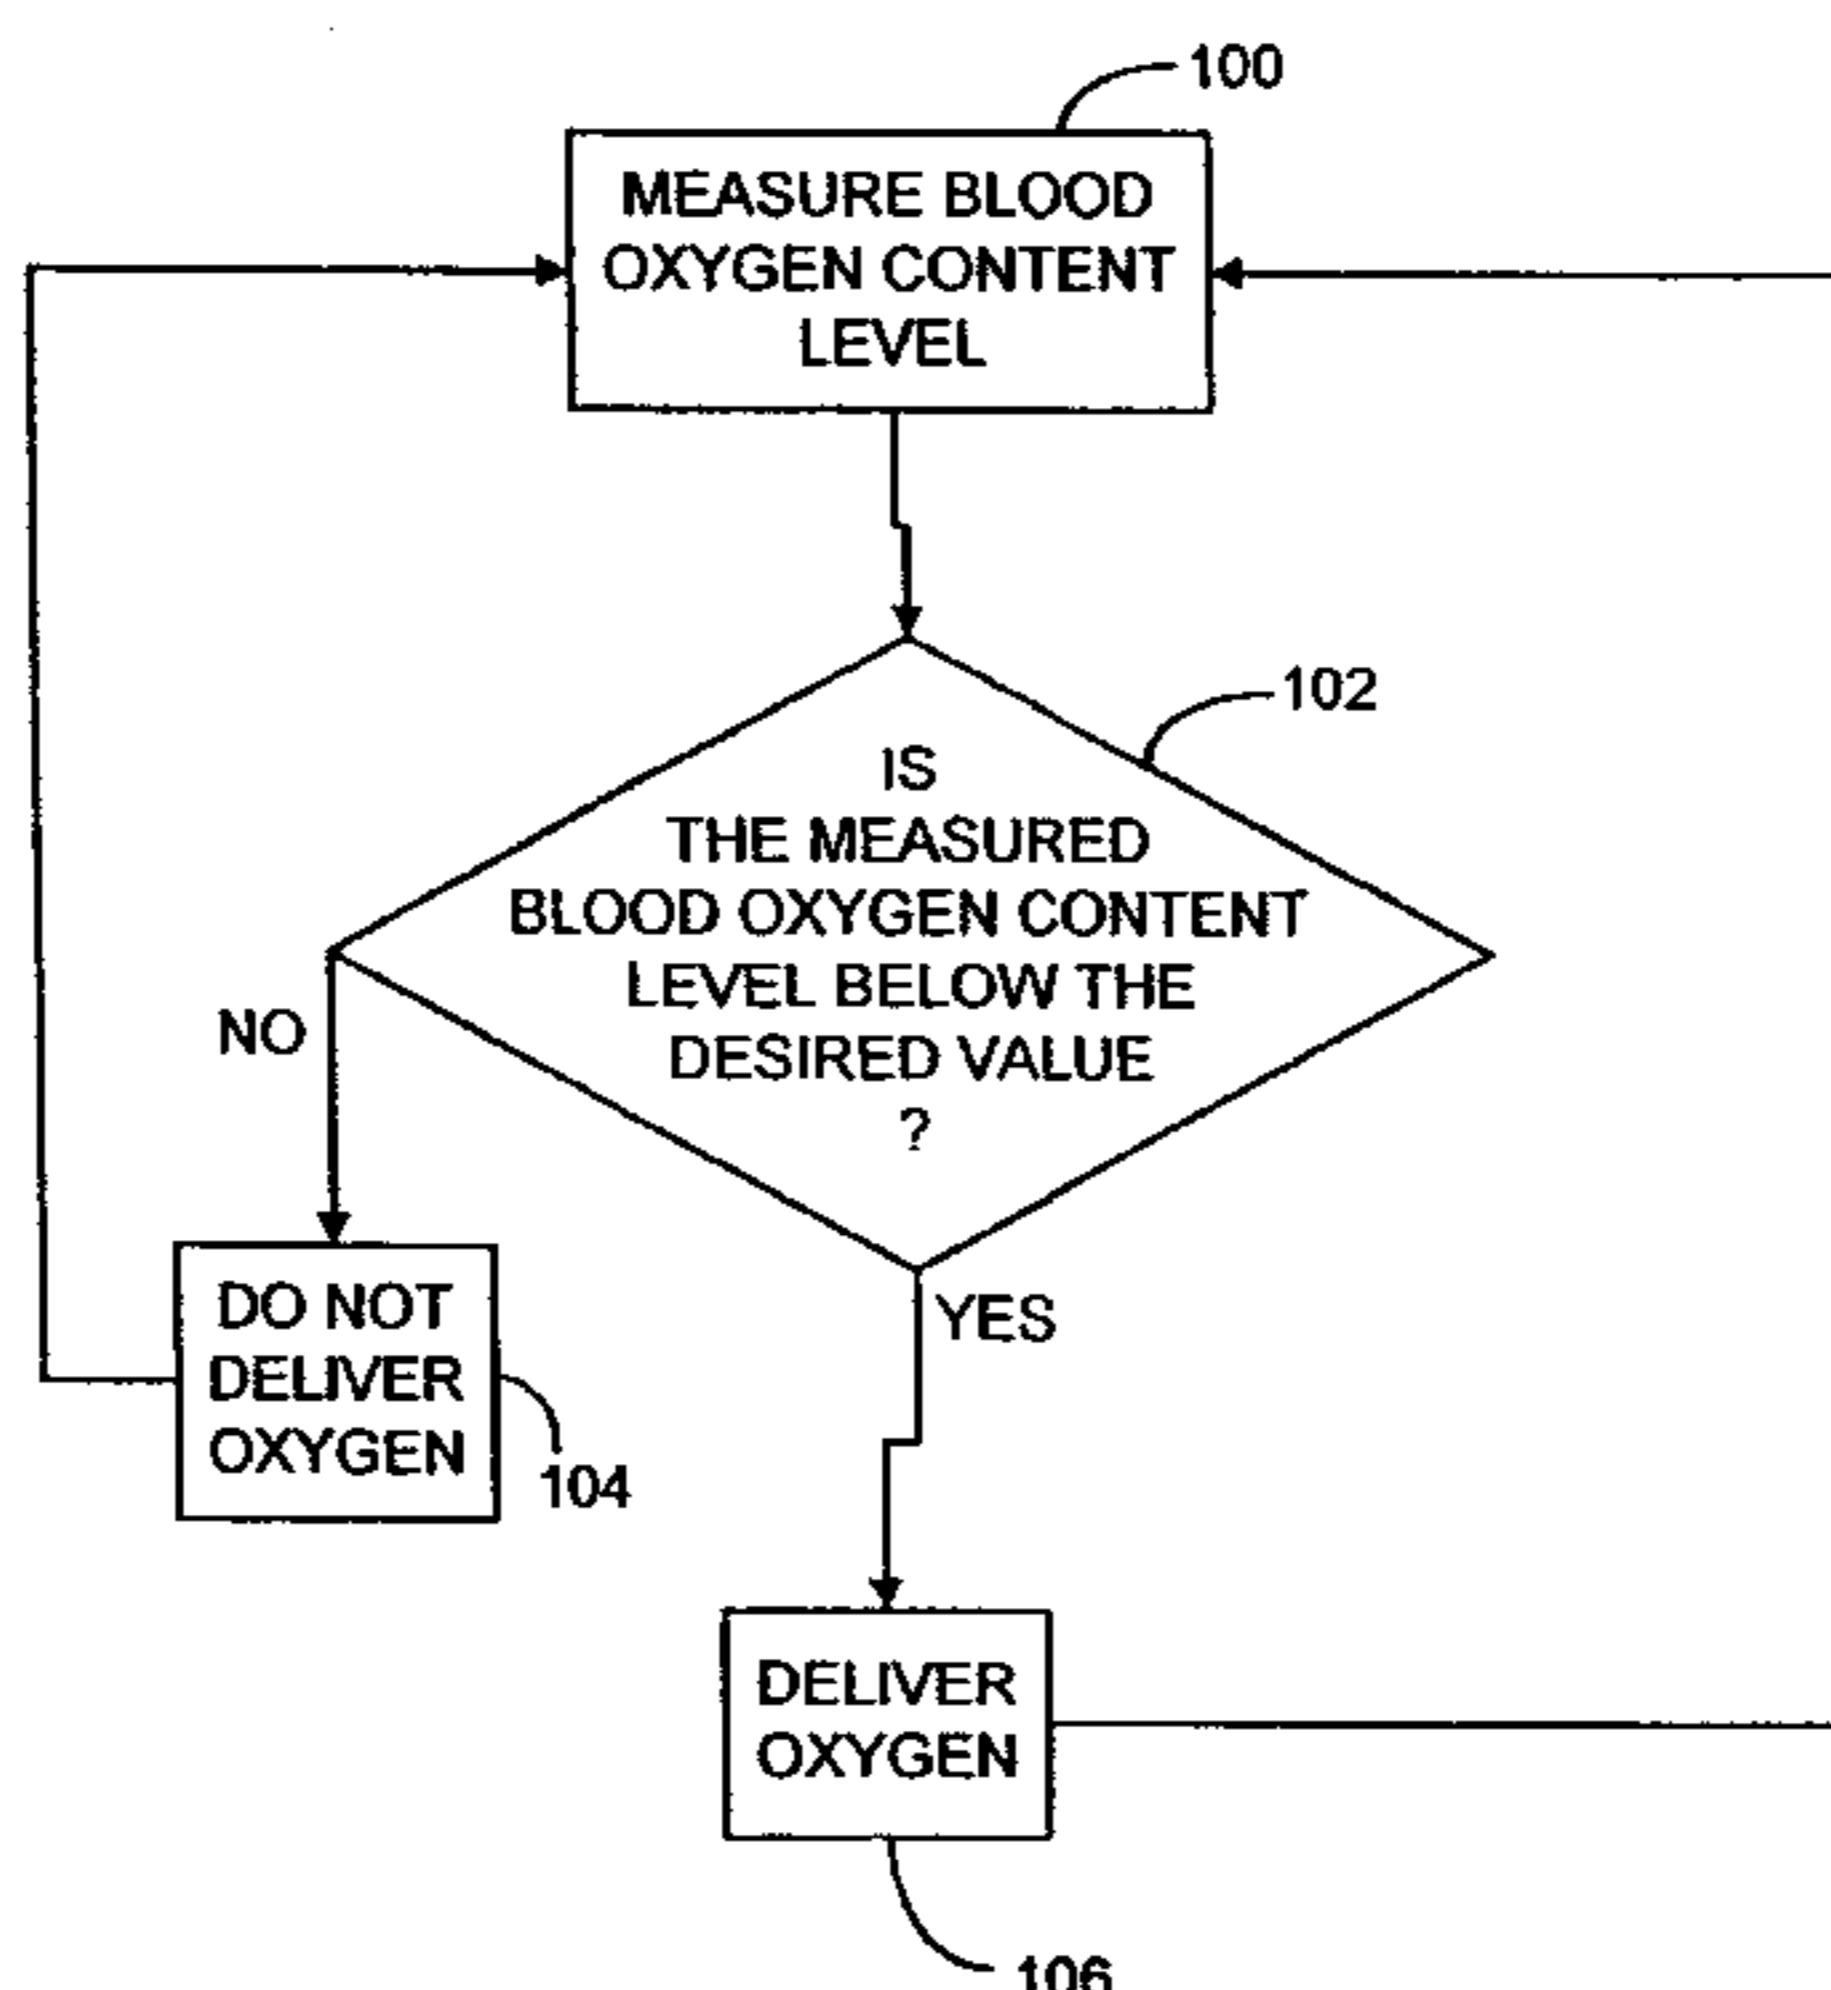 100
MEASURE BLOOD
OXYGEN CONTENT
LEVEL
102
IS
THE MEASURED
BLOOD OXYGEN CONTENT
LEVEL BELOW THE
DESIRED VALUE
?
NO
DO NOT
DELIVER
OXYGEN
104
YES
DELIVER
OXYGEN
106